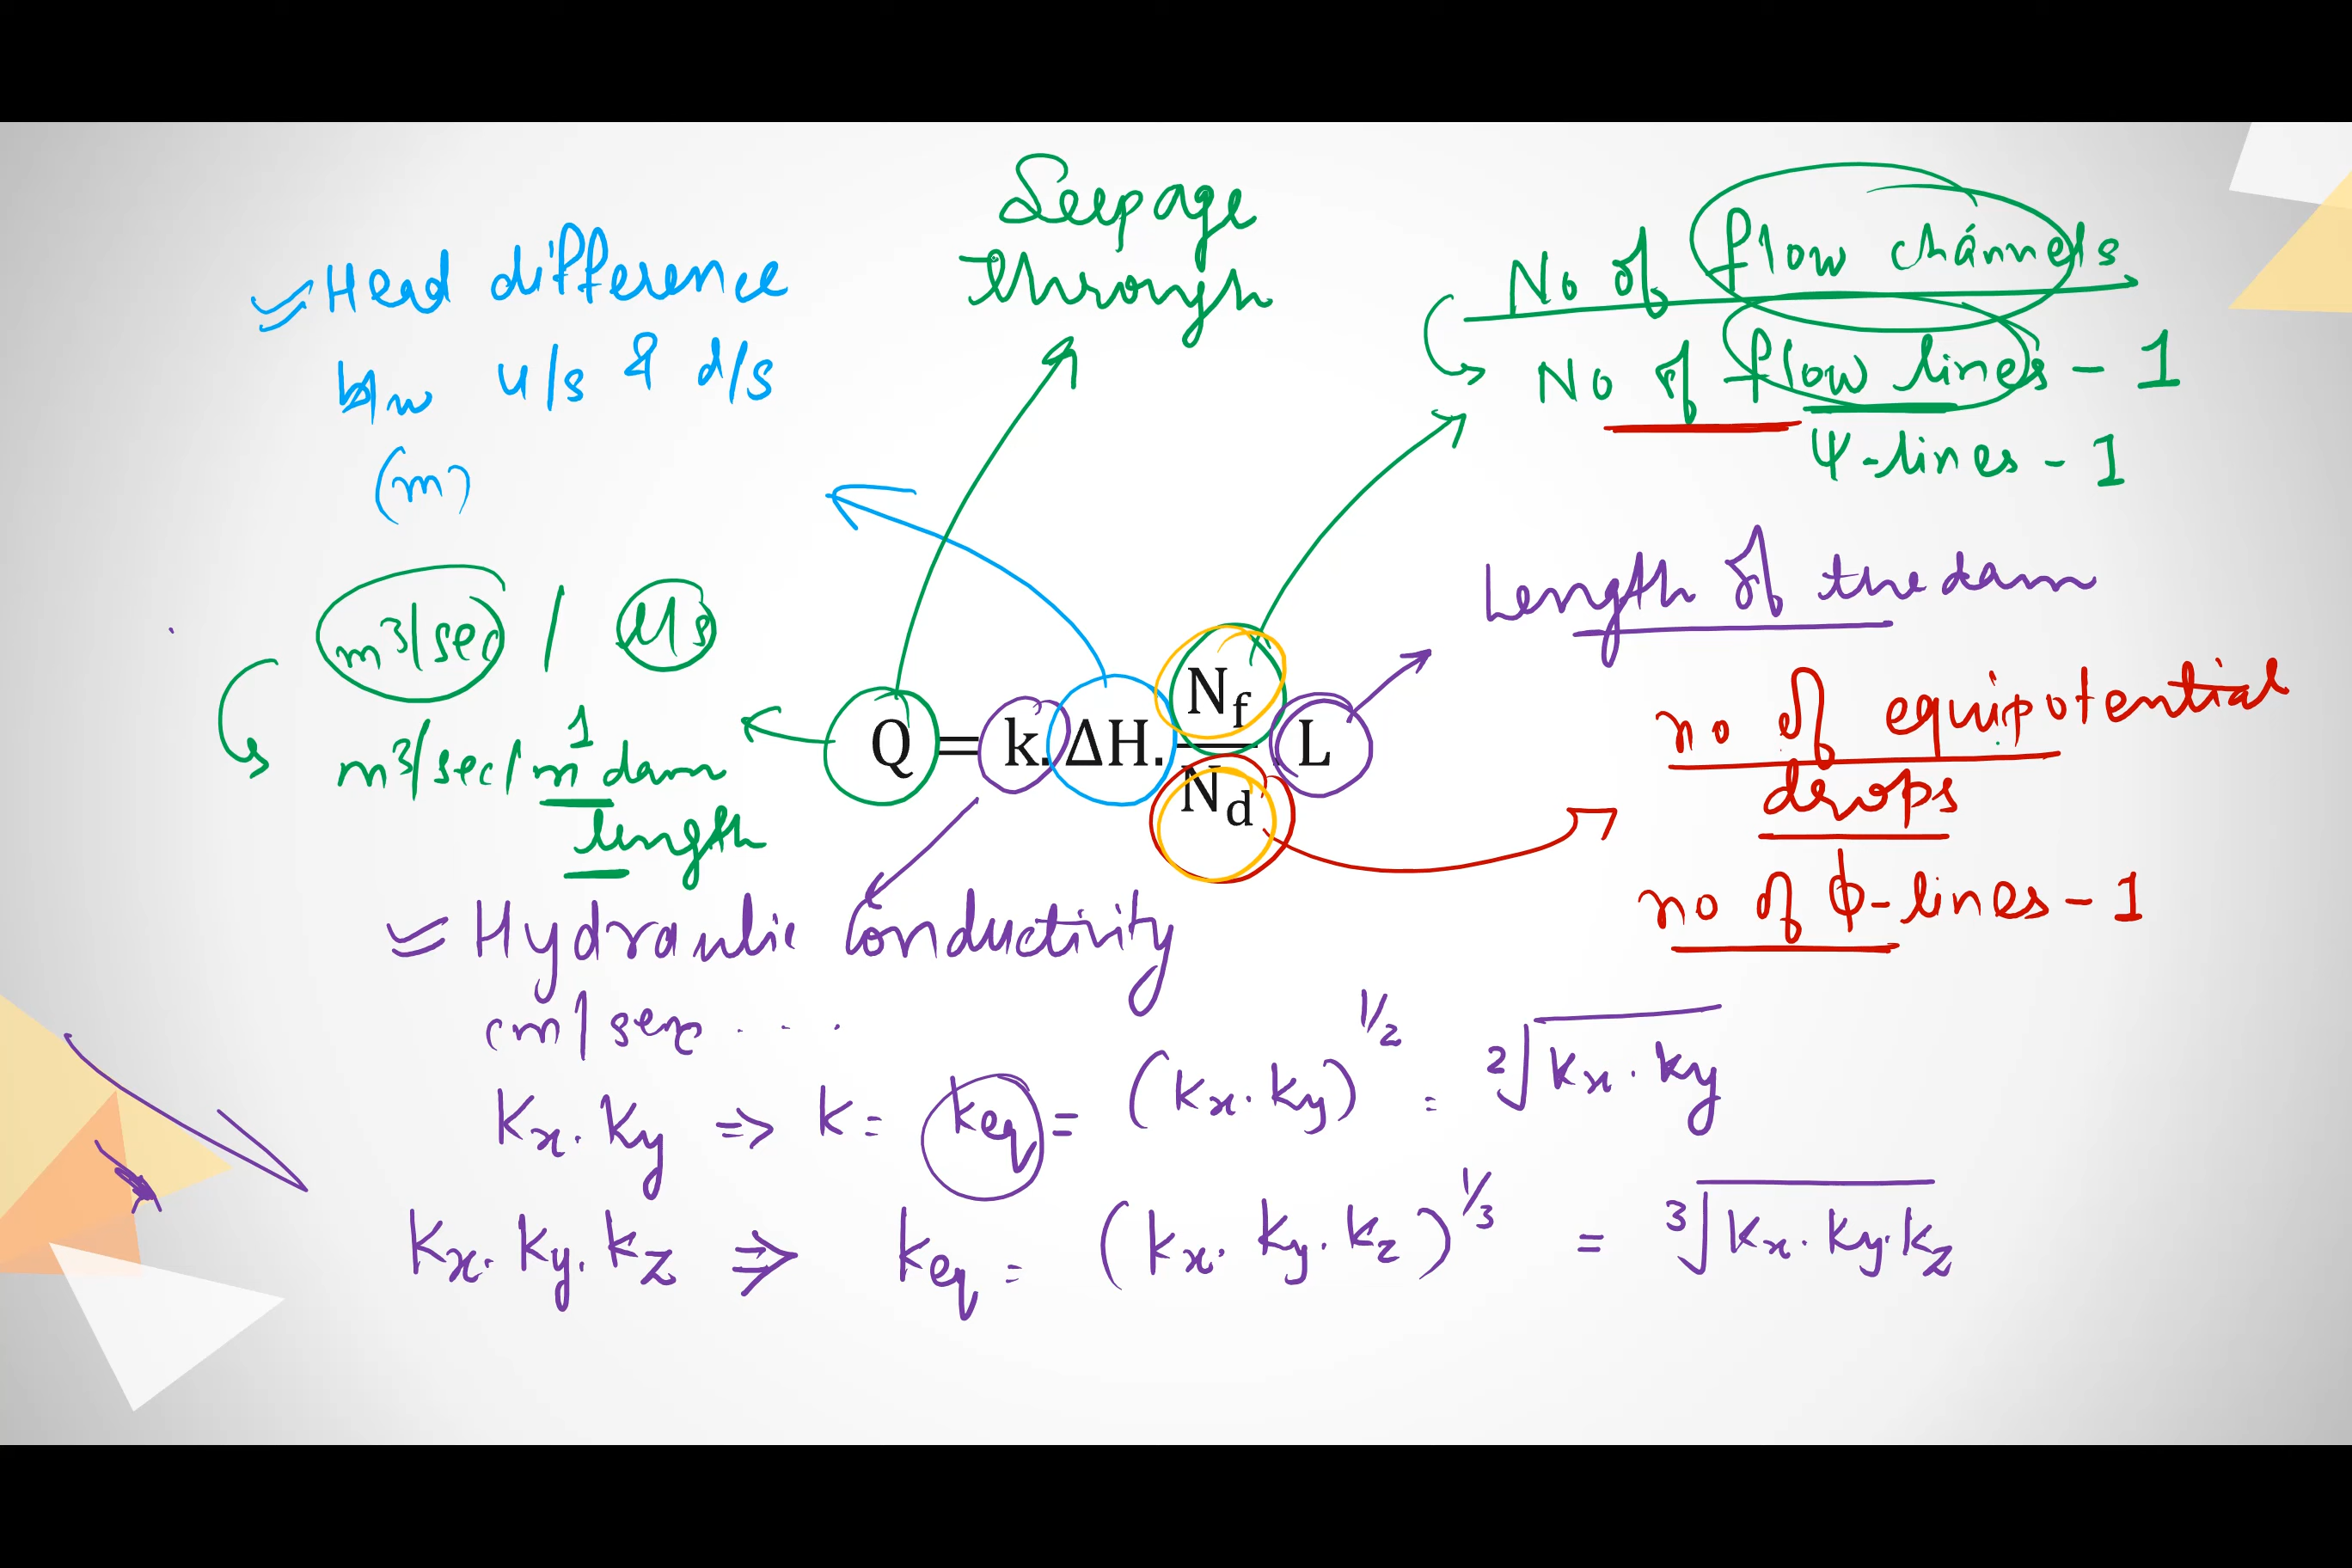 Seepage
through
Head difference
b/w u/s & d/s
(m)
No of flow channels
No of flow lines - 1
Ψ-lines - 1
Length of the dam
m³/sec / l/s
m³/sec/ 1 m dam
length
Q = k. ΔH. N_f / N_d . L
no of equipotential
drops
no of ϕ-lines - 1
Hydraulic Conductivity
cm/sec ....
Kx. Ky => K = keq = (kx. ky)^1/2 = ²√kx. ky
Kx. Ky. Kz => keq = (kx. ky. kz)^1/3 = ³√kx. ky. kz